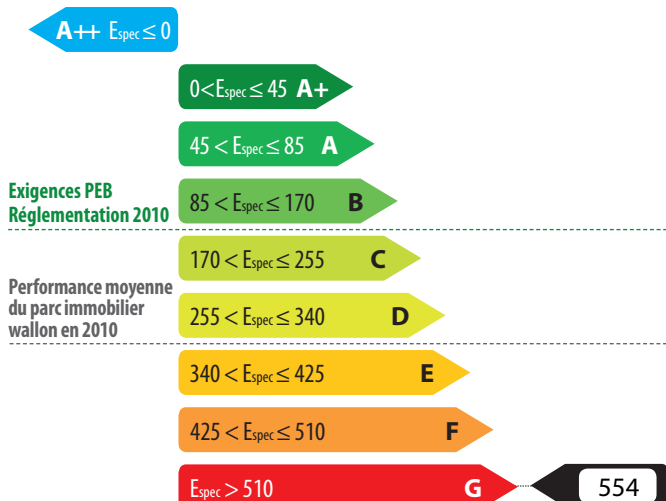 A++ Espec ≤ 0
0 < Espec ≤ 45 A+
45 < Espec ≤ 85 A
Exigences PEB
Réglementation 2010
85 < Espec ≤ 170 B
170 < Espec ≤ 255 C
Performance moyenne
du parc immobilier
wallon en 2010
255 < Espec ≤ 340 D
340 < Espec ≤ 425 E
425 < Espec ≤ 510 F
Espec > 510 G 554